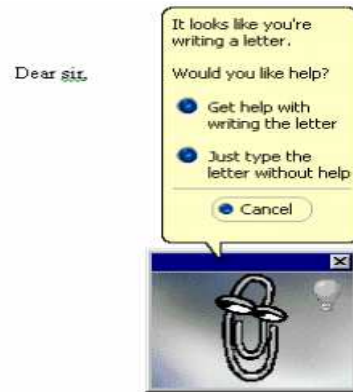 Dear sir,
It looks like you're
writing a letter.
Would you like help?
Get help with
writing the letter
Just type the
letter without help
Cancel